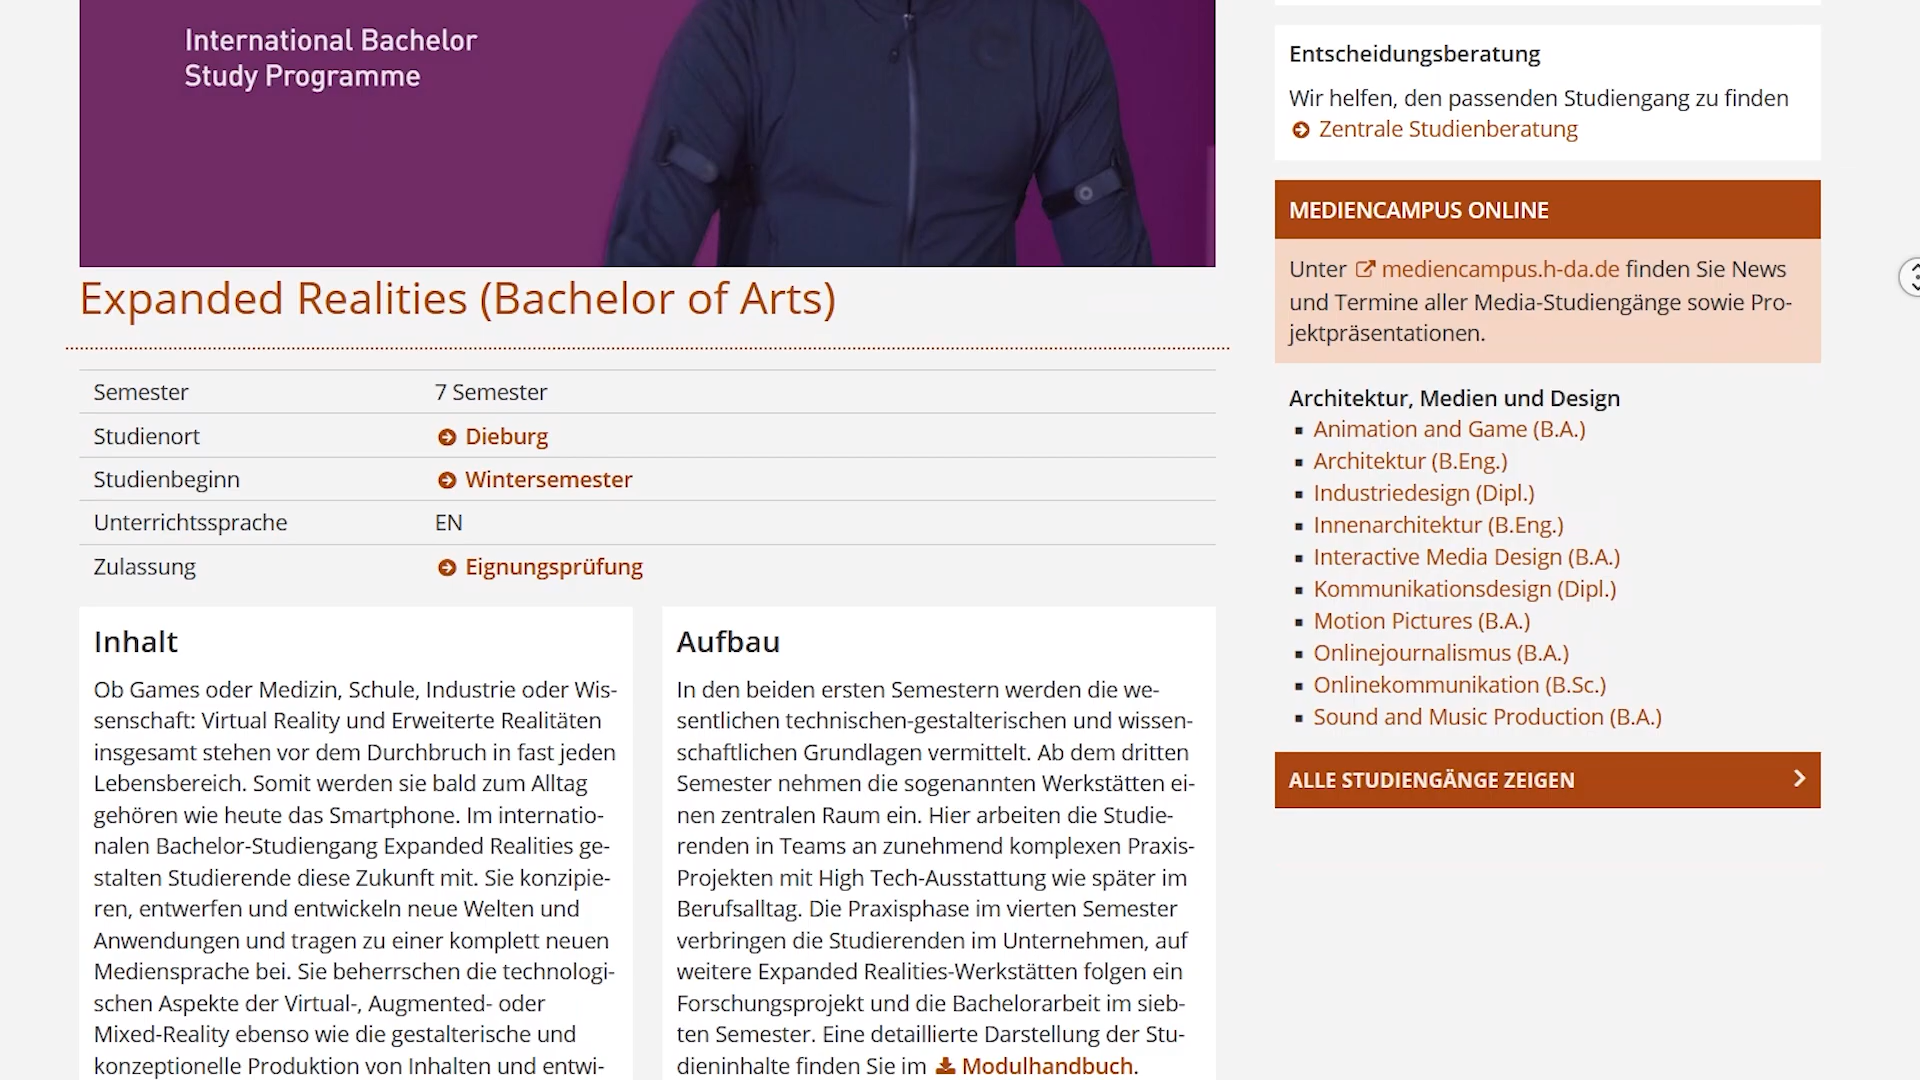 International Bachelor
Study Programme
Expanded Realities (Bachelor of Arts)
Semester 7 Semester
Studienort Dieburg
Studienbeginn Wintersemester
Unterrichtssprache EN
Zulassung Eignungsprüfung
Inhalt
Ob Games oder Medizin, Schule, Industrie oder Wis-
senschaft: Virtual Reality und Erweiterte Realitäten
insgesamt stehen vor dem Durchbruch in fast jeden
Lebensbereich. Somit werden sie bald zum Alltag
gehören wie heute das Smartphone. Im internatio-
nalen Bachelor-Studiengang Expanded Realities ge-
stalten Studierende diese Zukunft mit. Sie konzipie-
ren, entwerfen und entwickeln neue Welten und
Anwendungen und tragen zu einer komplett neuen
Mediensprache bei. Sie beherrschen die technologi-
schen Aspekte der Virtual-, Augmented- oder
Mixed-Reality ebenso wie die gestalterische und
konzeptionelle Produktion von Inhalten und entwi-
Aufbau
In den beiden ersten Semestern werden die we-
sentlichen technischen-gestalterischen und wissen-
schaftlichen Grundlagen vermittelt. Ab dem dritten
Semester nehmen die sogenannten Werkstätten ei-
nen zentralen Raum ein. Hier arbeiten die Studie-
renden in Teams an zunehmend komplexen Praxis-
Projekten mit High Tech-Ausstattung wie später im
Berufsalltag. Die Praxisphase im vierten Semester
verbringen die Studierenden im Unternehmen, auf
weitere Expanded Realities-Werkstätten folgen ein
Forschungsprojekt und die Bachelorarbeit im sieb-
ten Semester. Eine detaillierte Darstellung der Stu-
dieninhalte finden Sie im Modulhandbuch.
Entscheidungsberatung
Wir helfen, den passenden Studiengang zu finden
Zentrale Studienberatung
MEDIENCAMPUS ONLINE
Unter mediencampus.h-da.de finden Sie News
und Termine aller Media-Studiengänge sowie Pro-
jektpräsentationen.
Architektur, Medien und Design
Animation and Game (B.A.)
Architektur (B.Eng.)
Industriedesign (Dipl.)
Innenarchitektur (B.Eng.)
Interactive Media Design (B.A.)
Kommunikationsdesign (Dipl.)
Motion Pictures (B.A.)
Onlinejournalismus (B.A.)
Onlinekommunikation (B.Sc.)
Sound and Music Production (B.A.)
ALLE STUDIENGÄNGE ZEIGEN